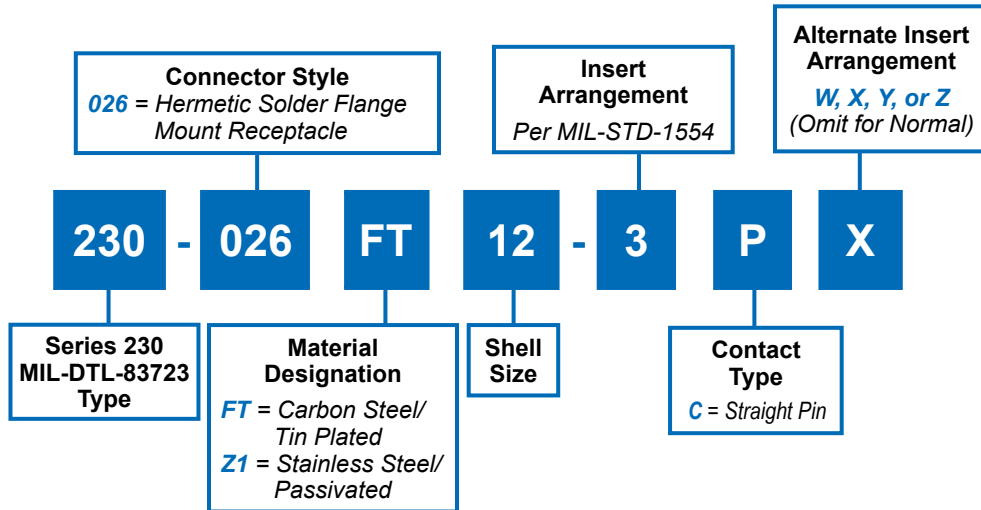 Connector Style
026 = Hermetic Solder Flange
Mount Receptacle
Insert
Arrangement
Per MIL-STD-1554
Alternate Insert
Arrangement
W, X, Y, or Z
(Omit for Normal)
230 - 026 FT 12 - 3 P X
Series 230
MIL-DTL-83723
Type
Material
Designation
FT = Carbon Steel/
Tin Plated
Z1 = Stainless Steel/
Passivated
Shell
Size
Contact
Type
C = Straight Pin